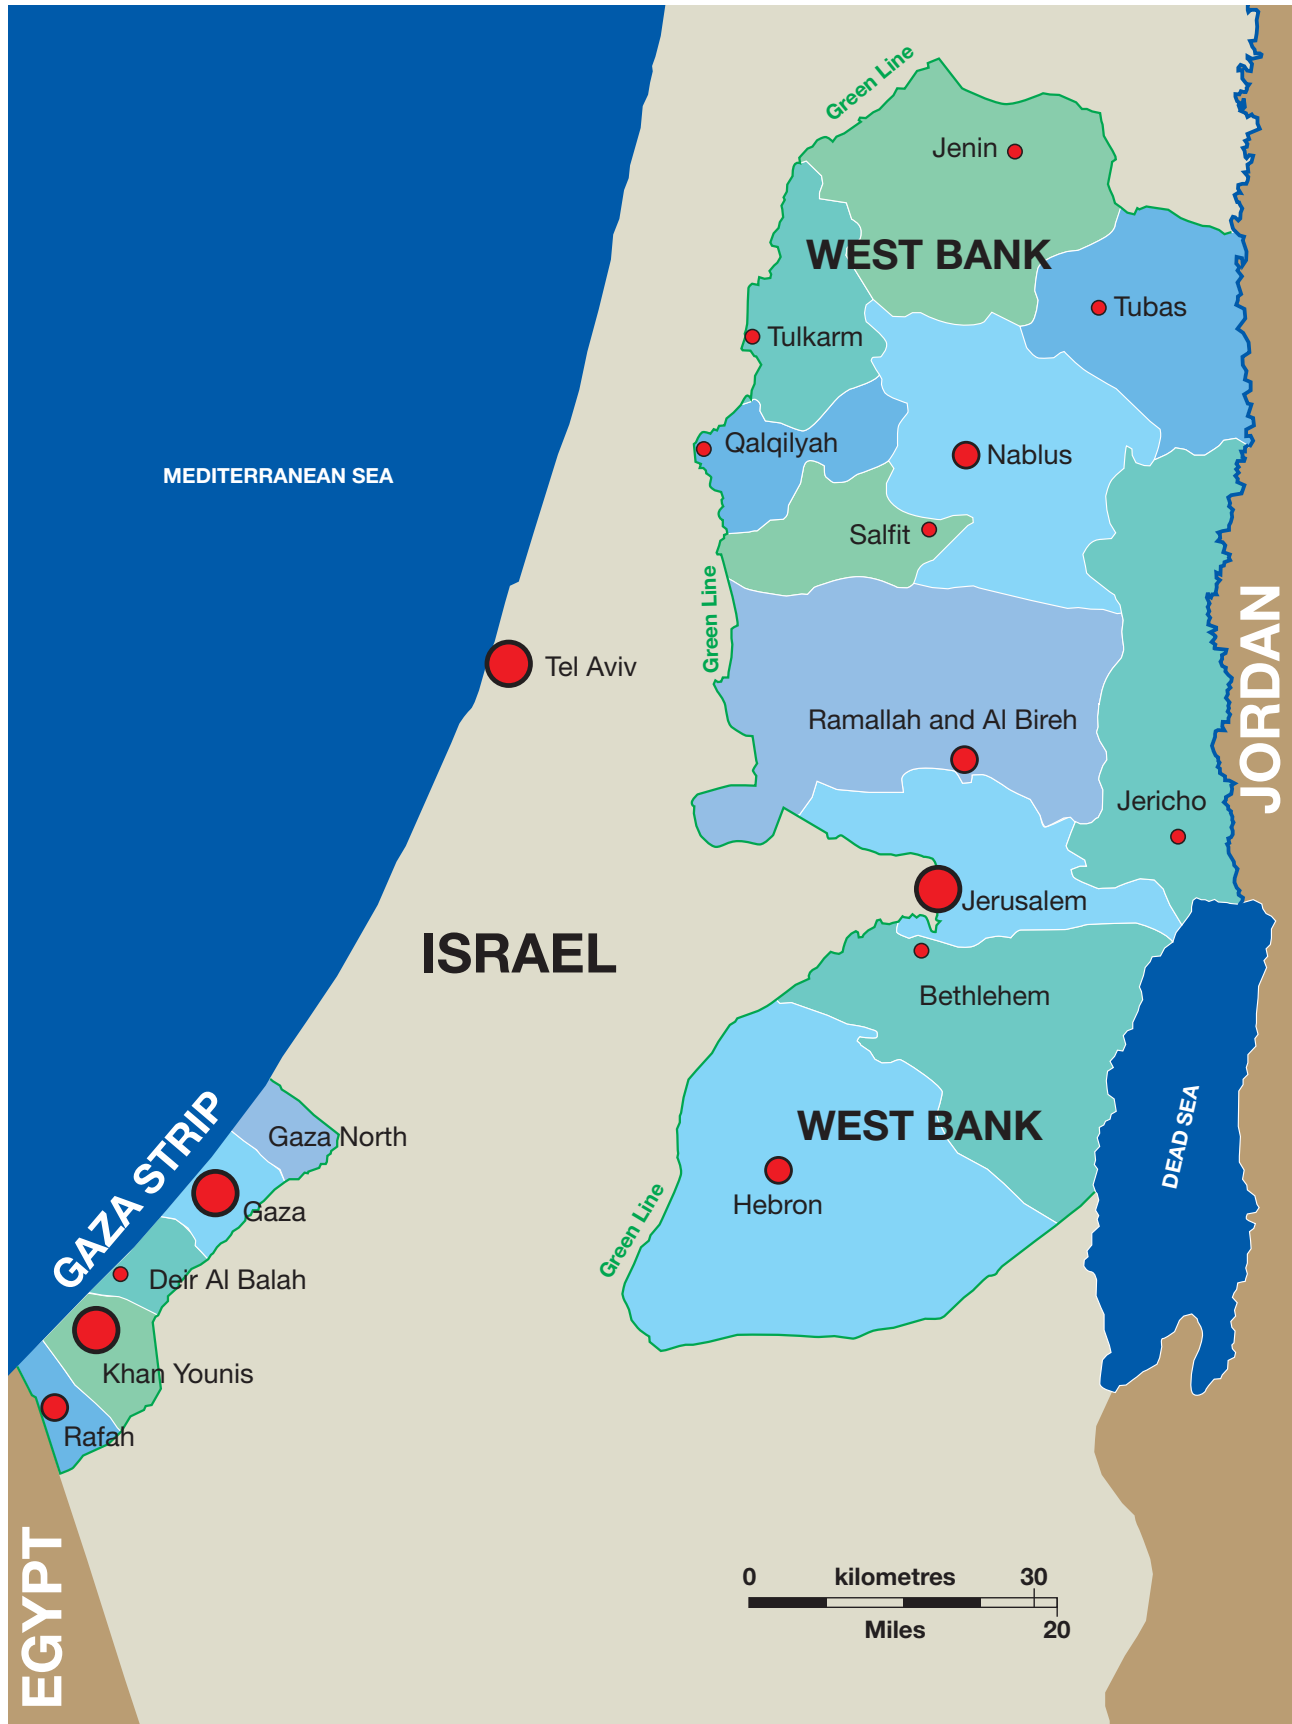 Green Line
Jenin
WEST BANK
Tubas
Tulkarm
Qalqilyah
Nablus
MEDITERRANEAN SEA
Salfit
Green Line
JORDAN
Tel Aviv
Ramallah and Al Bireh
Jericho
Jerusalem
ISRAEL
Bethlehem
WEST BANK
DEAD SEA
GAZA STRIP
Gaza North
Hebron
Gaza
Green Line
Deir Al Balah
Khan Younis
Rafah
EGYPT
0 kilometres 30
Miles 20